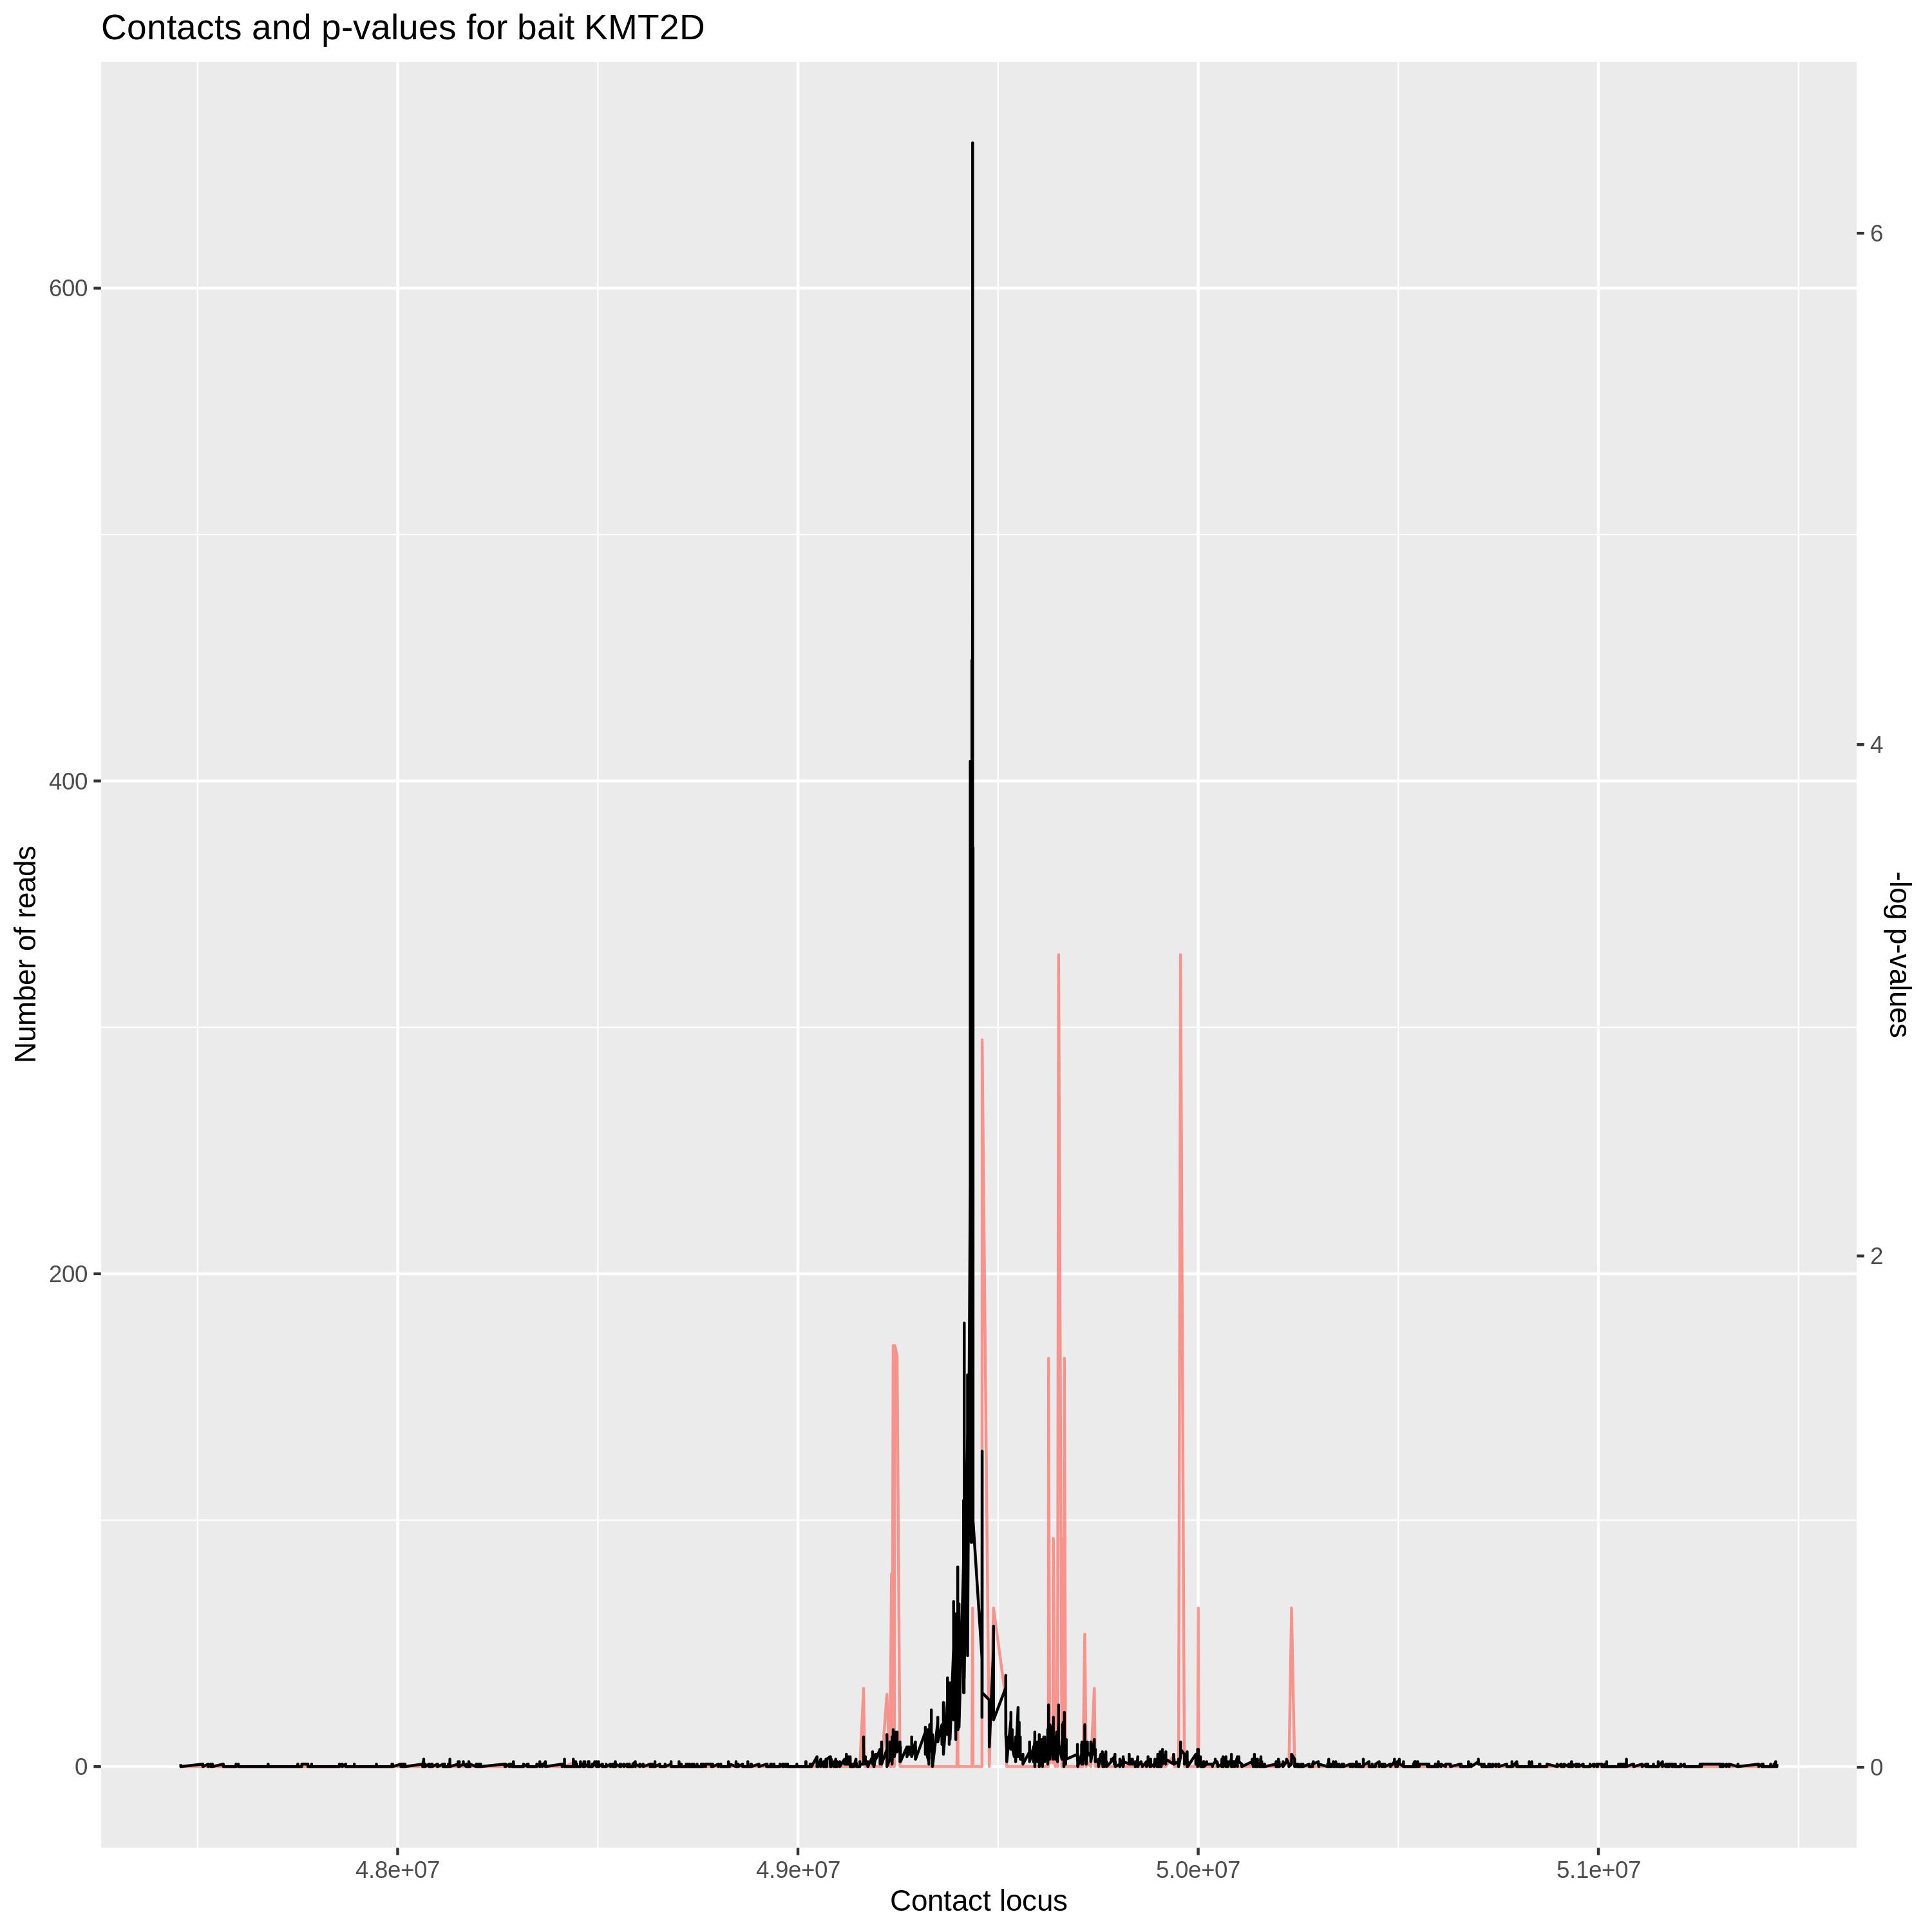 Contacts and p-values for bait KMT2D
Number of reads
600
400
200
0
6
4
2
0
-log p-values
4.8e+07
4.9e+07
5.0e+07
5.1e+07
Contact locus